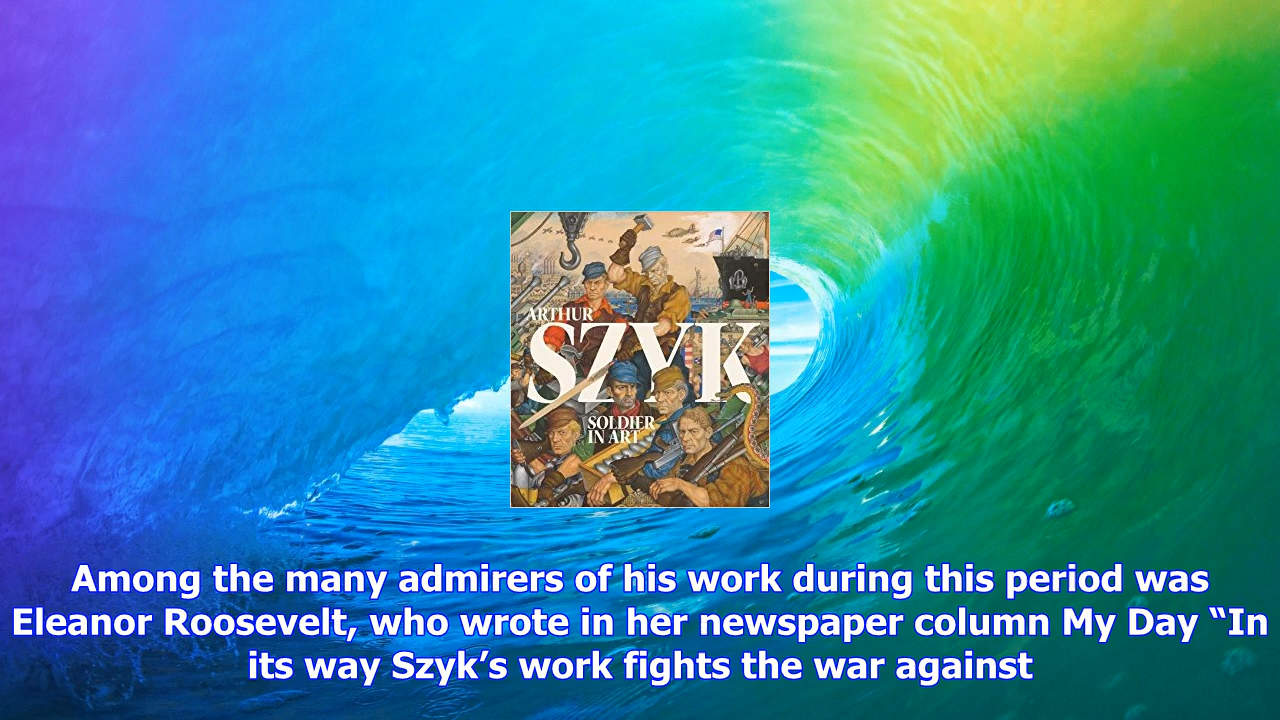 ARTHUR
SZYK
SOLDIER
IN ART
Among the many admirers of his work during this period was
Eleanor Roosevelt, who wrote in her newspaper column My Day “In
its way Szyk’s work fights the war against